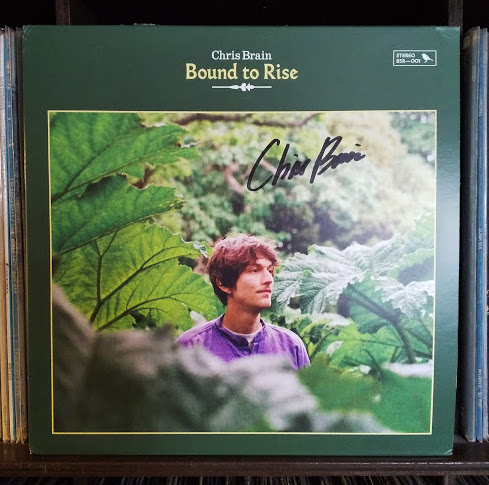 Chris Brain
Bound to Rise
STEREO
BSR—001
Chris Brain